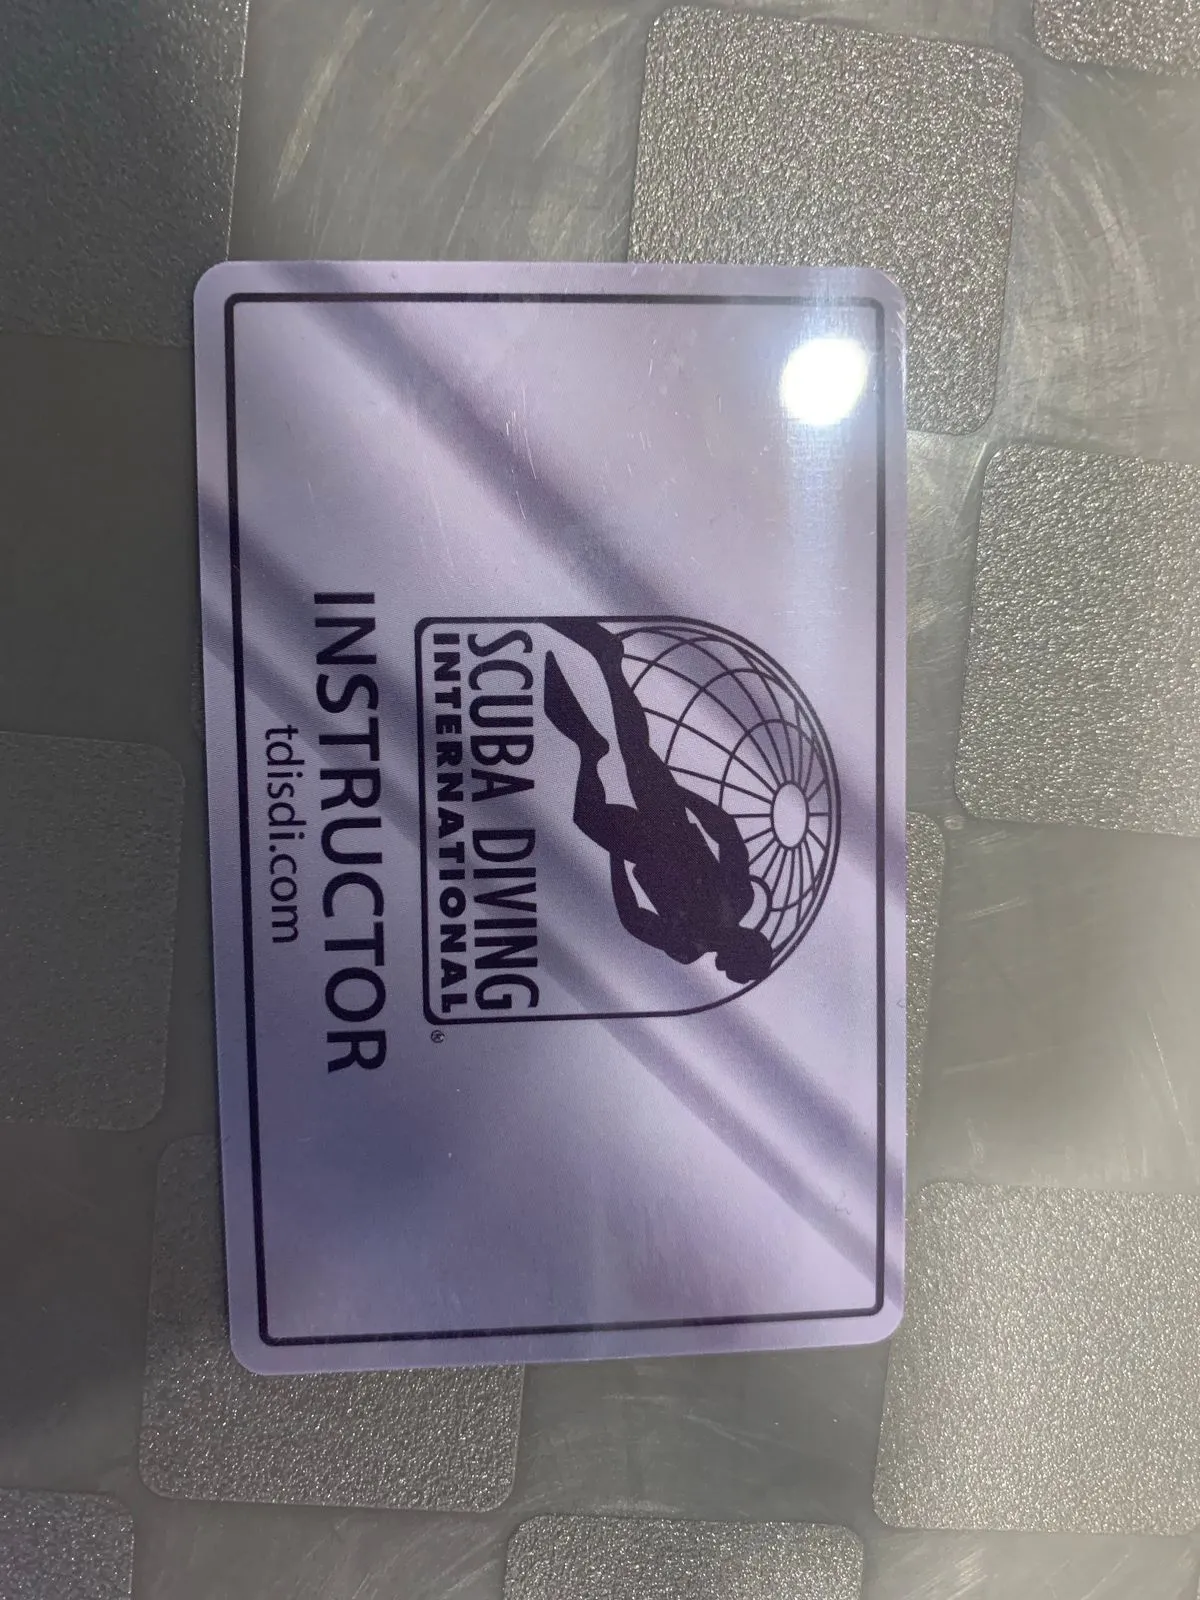 SCUBA DIVING
INTERNATIONAL®
INSTRUCTOR
tdisdi.com